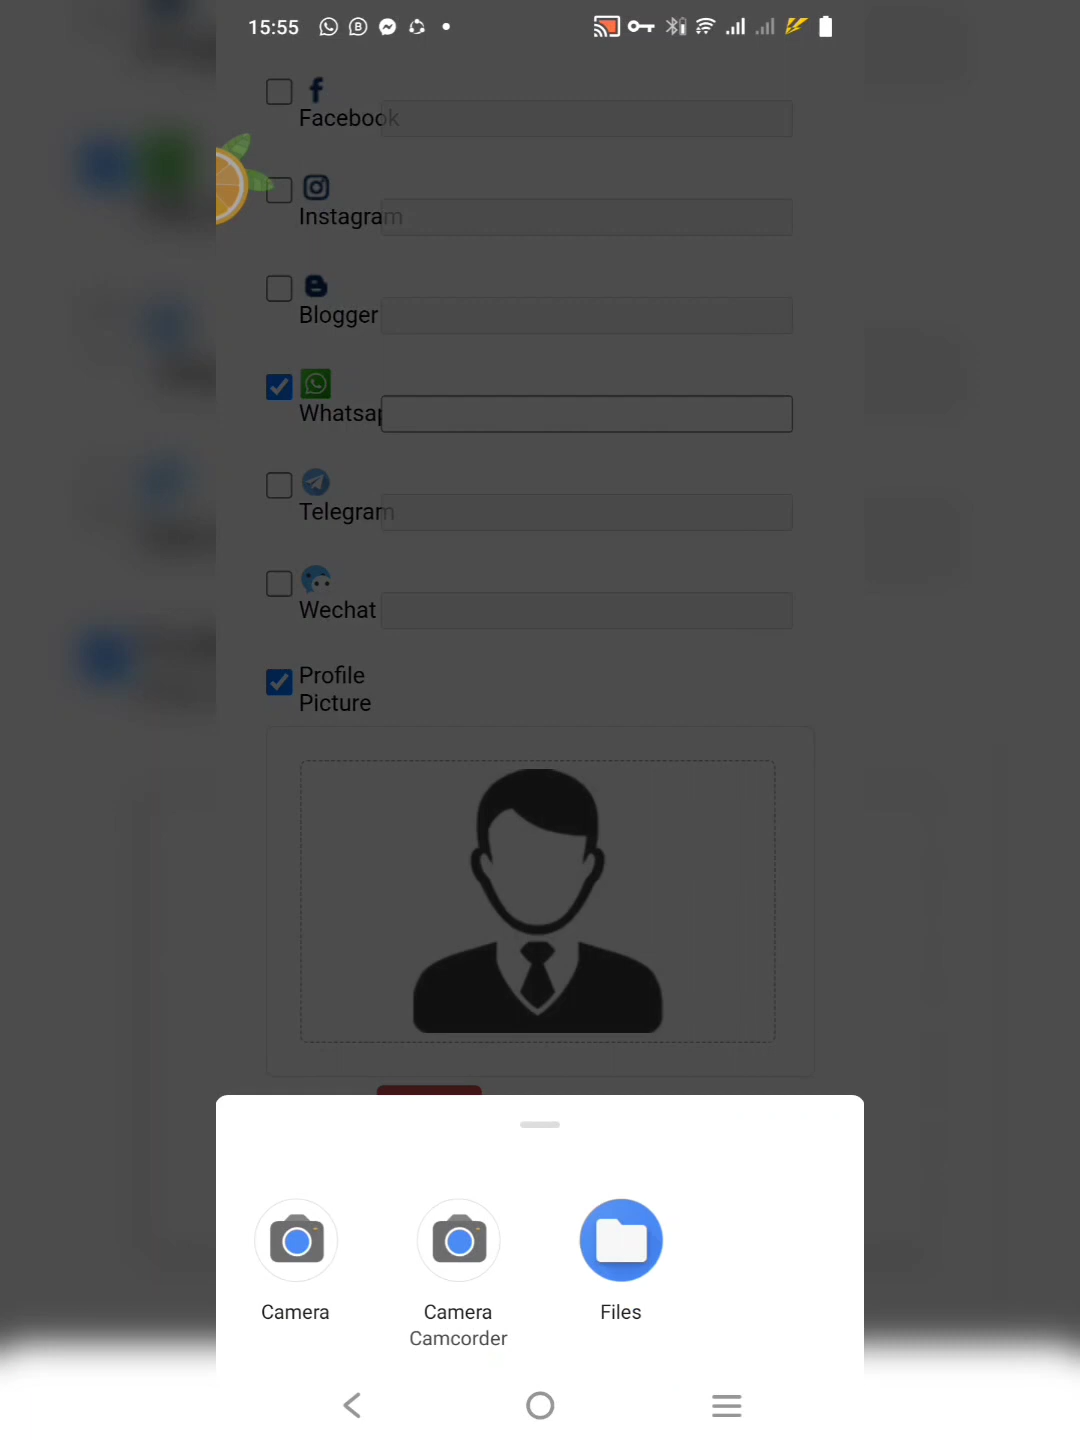 15:55
Facebook
Instagram
Blogger
Whatsap
Telegram
Wechat
Profile
Picture
Camera
Camera
Files
Camcorder